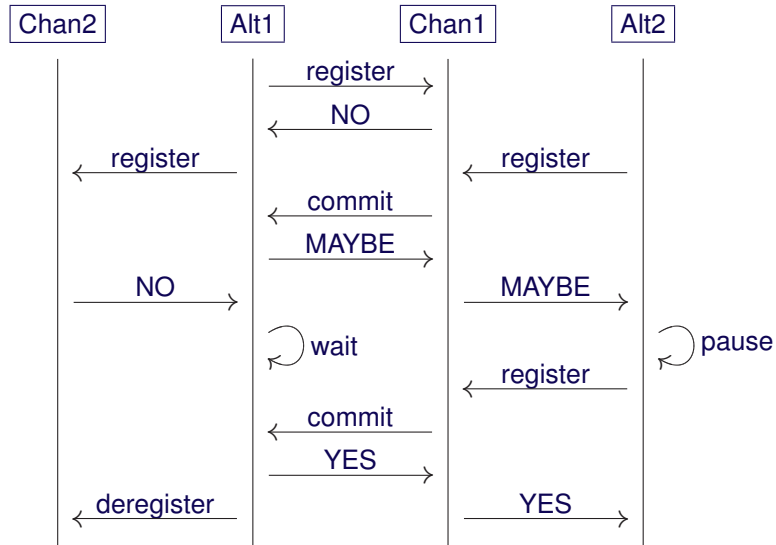 Chan2 Alt1 Chan1 Alt2
register
NO
register register
commit
MAYBE
NO MAYBE
wait pause
register
commit
YES
deregister YES